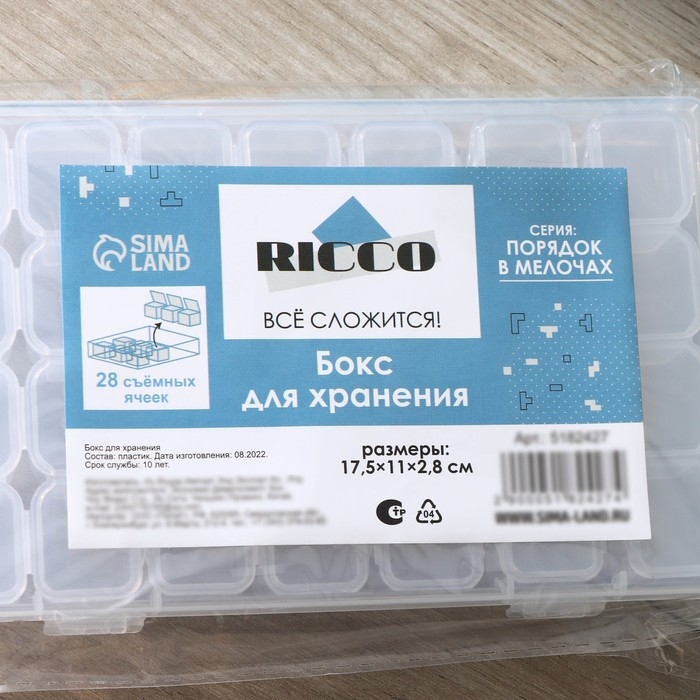 SIMA
LAND
RICCO
ВСЁ СЛОЖИТСЯ!
СЕРИЯ:
ПОРЯДОК
В МЕЛОЧАХ
28 съёмных
ячеек
Бокс
для хранения
Бокс для хранения
Состав: пластик. Дата изготовления: 08.2022.
Срок службы: 10 лет.
размеры:
17,5×11×2,8 см
Арт.: 5182427
WWW.SIMA-LAND.RU
04